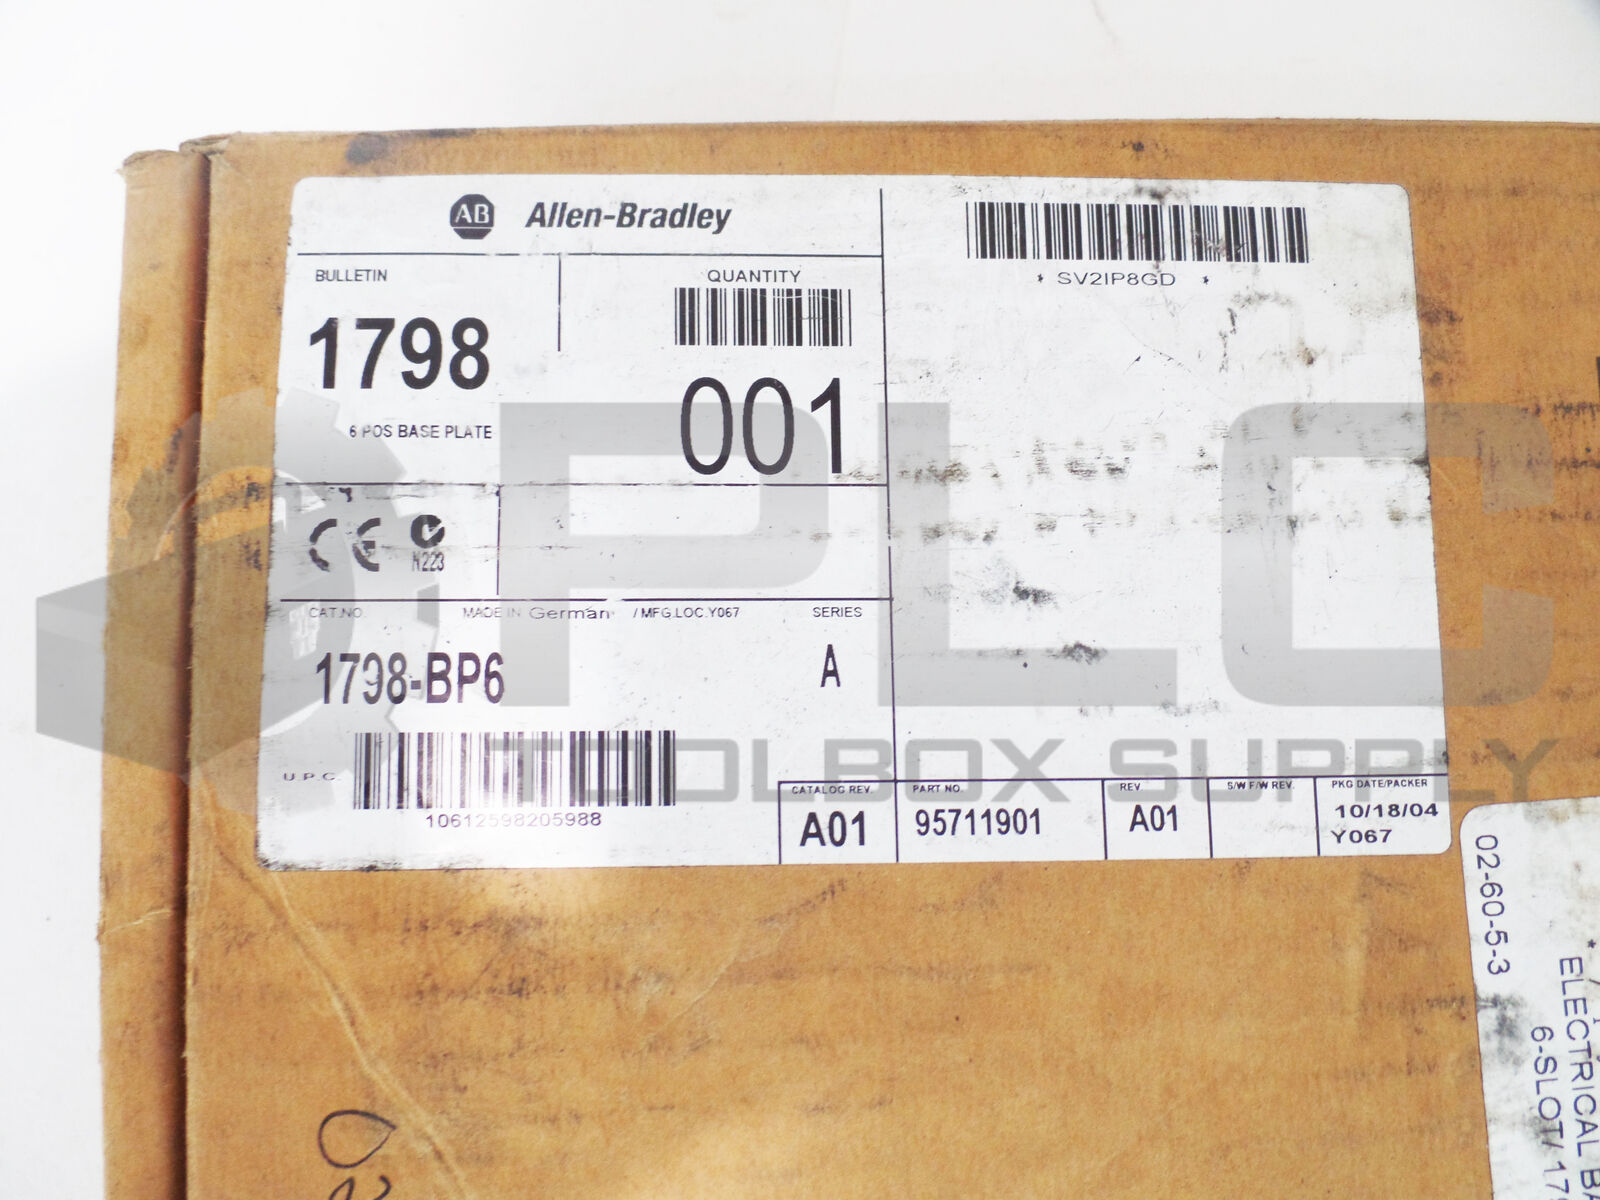 AB Allen-Bradley
BULLETIN
1798
6 POS BASE PLATE
QUANTITY
001
* SV2IP8GD *
CE
N223
CAT.NO. MADE IN German / MFG.LOC.Y067 SERIES
1798-BP6 A
U.P.C.
10612598205988
CATALOG REV.
A01
PART NO.
95711901
REV
A01
S/W F/W REV.
PKG DATE/PACKER
10/18/04
Y067
PLC
TOOLBOX SUPPLY
02-60-5-3
ELECTRICAL
6-SLOT/